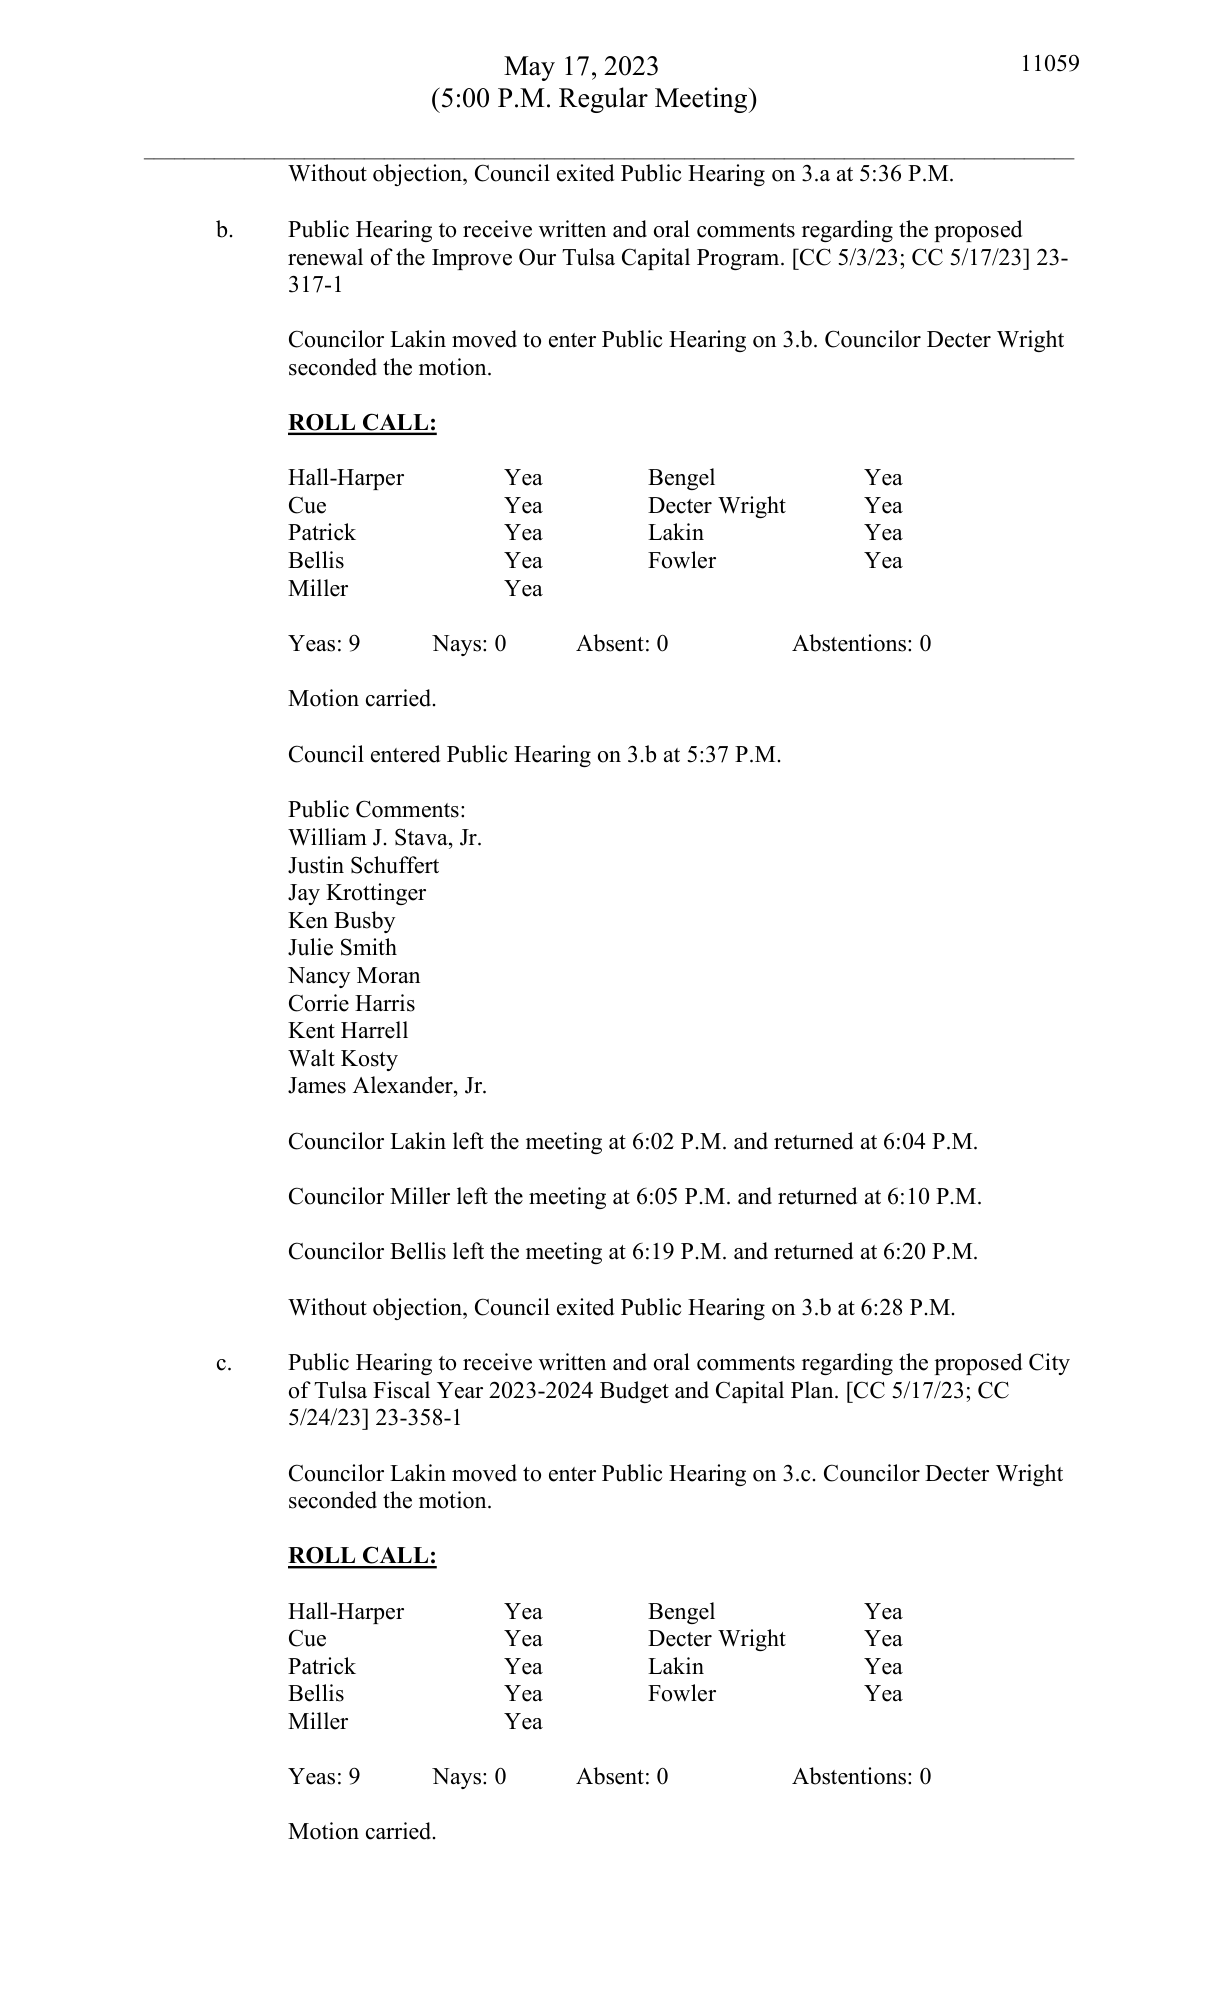 May 17, 2023
11059
(5:00 P.M. Regular Meeting)
Without objection, Council exited Public Hearing on 3.a at 5:36 P.M.
b. Public Hearing to receive written and oral comments regarding the proposed
renewal of the Improve Our Tulsa Capital Program. [CC 5/3/23; CC 5/17/23] 23-
317-1
Councilor Lakin moved to enter Public Hearing on 3.b. Councilor Decter Wright
seconded the motion.
ROLL CALL:
Hall-Harper Yea Bengel Yea
Cue Yea Decter Wright Yea
Patrick Yea Lakin Yea
Bellis Yea Fowler Yea
Miller Yea
Yeas: 9 Nays: 0 Absent: 0 Abstentions: 0
Motion carried.
Council entered Public Hearing on 3.b at 5:37 P.M.
Public Comments:
William J. Stava, Jr.
Justin Schuffert
Jay Krottinger
Ken Busby
Julie Smith
Nancy Moran
Corrie Harris
Kent Harrell
Walt Kosty
James Alexander, Jr.
Councilor Lakin left the meeting at 6:02 P.M. and returned at 6:04 P.M.
Councilor Miller left the meeting at 6:05 P.M. and returned at 6:10 P.M.
Councilor Bellis left the meeting at 6:19 P.M. and returned at 6:20 P.M.
Without objection, Council exited Public Hearing on 3.b at 6:28 P.M.
c. Public Hearing to receive written and oral comments regarding the proposed City
of Tulsa Fiscal Year 2023-2024 Budget and Capital Plan. [CC 5/17/23; CC
5/24/23] 23-358-1
Councilor Lakin moved to enter Public Hearing on 3.c. Councilor Decter Wright
seconded the motion.
ROLL CALL:
Hall-Harper Yea Bengel Yea
Cue Yea Decter Wright Yea
Patrick Yea Lakin Yea
Bellis Yea Fowler Yea
Miller Yea
Yeas: 9 Nays: 0 Absent: 0 Abstentions: 0
Motion carried.